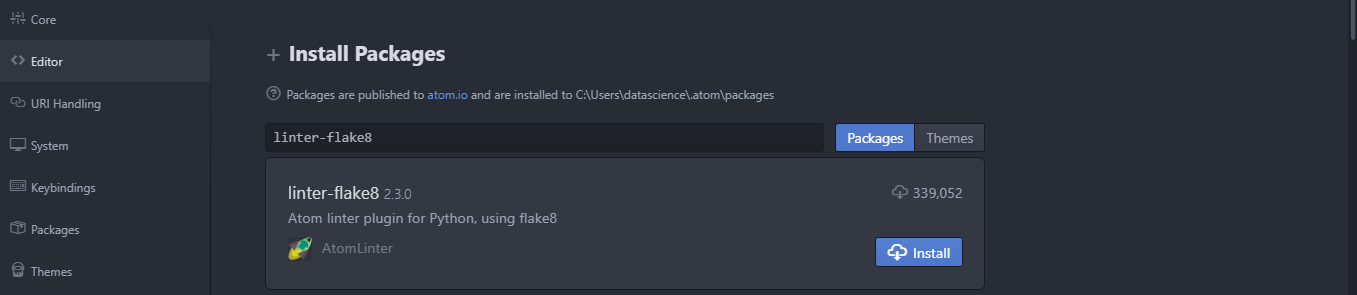 Core
Editor
URI Handling
System
Keybindings
Packages
Themes
Install Packages
Packages are published to atom.io and are installed to C:\Users\datascience\.atom\packages
linter-flake8
Packages Themes
linter-flake8 2.3.0
339,052
Atom linter plugin for Python, using flake8
AtomLinter
Install